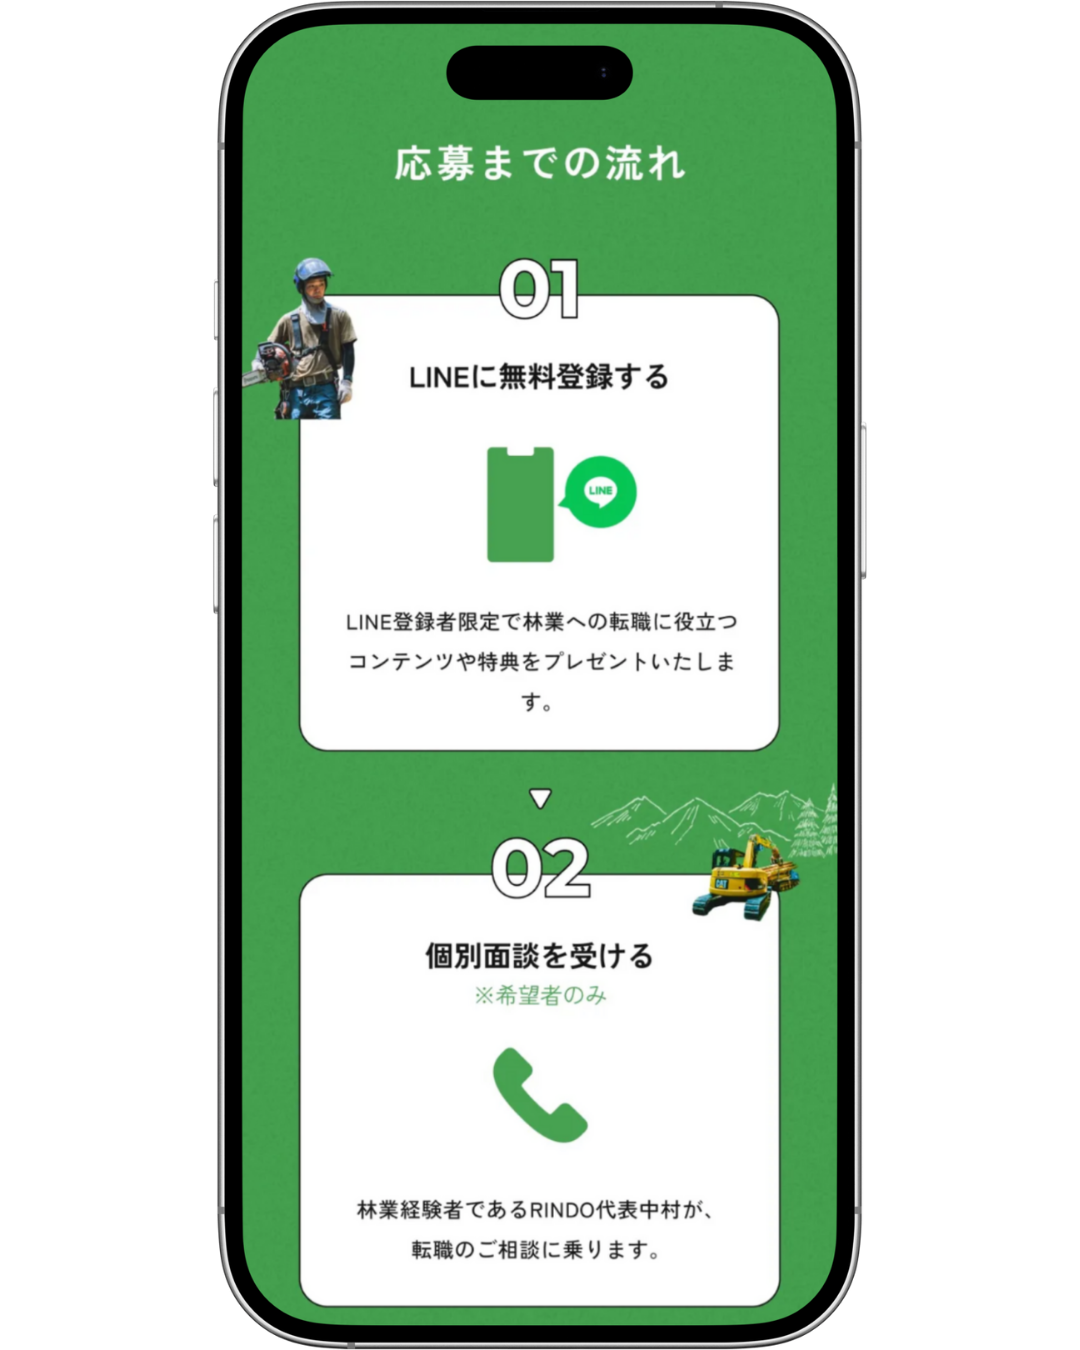 応募までの流れ
01
LINEに無料登録する
LINE
LINE登録者限定で林業への転職に役立つ
コンテンツや特典をプレゼントいたしま
す。
02
CAT
個別面談を受ける
※希望者のみ
林業経験者であるRINDO代表中村が、
転職のご相談に乗ります。